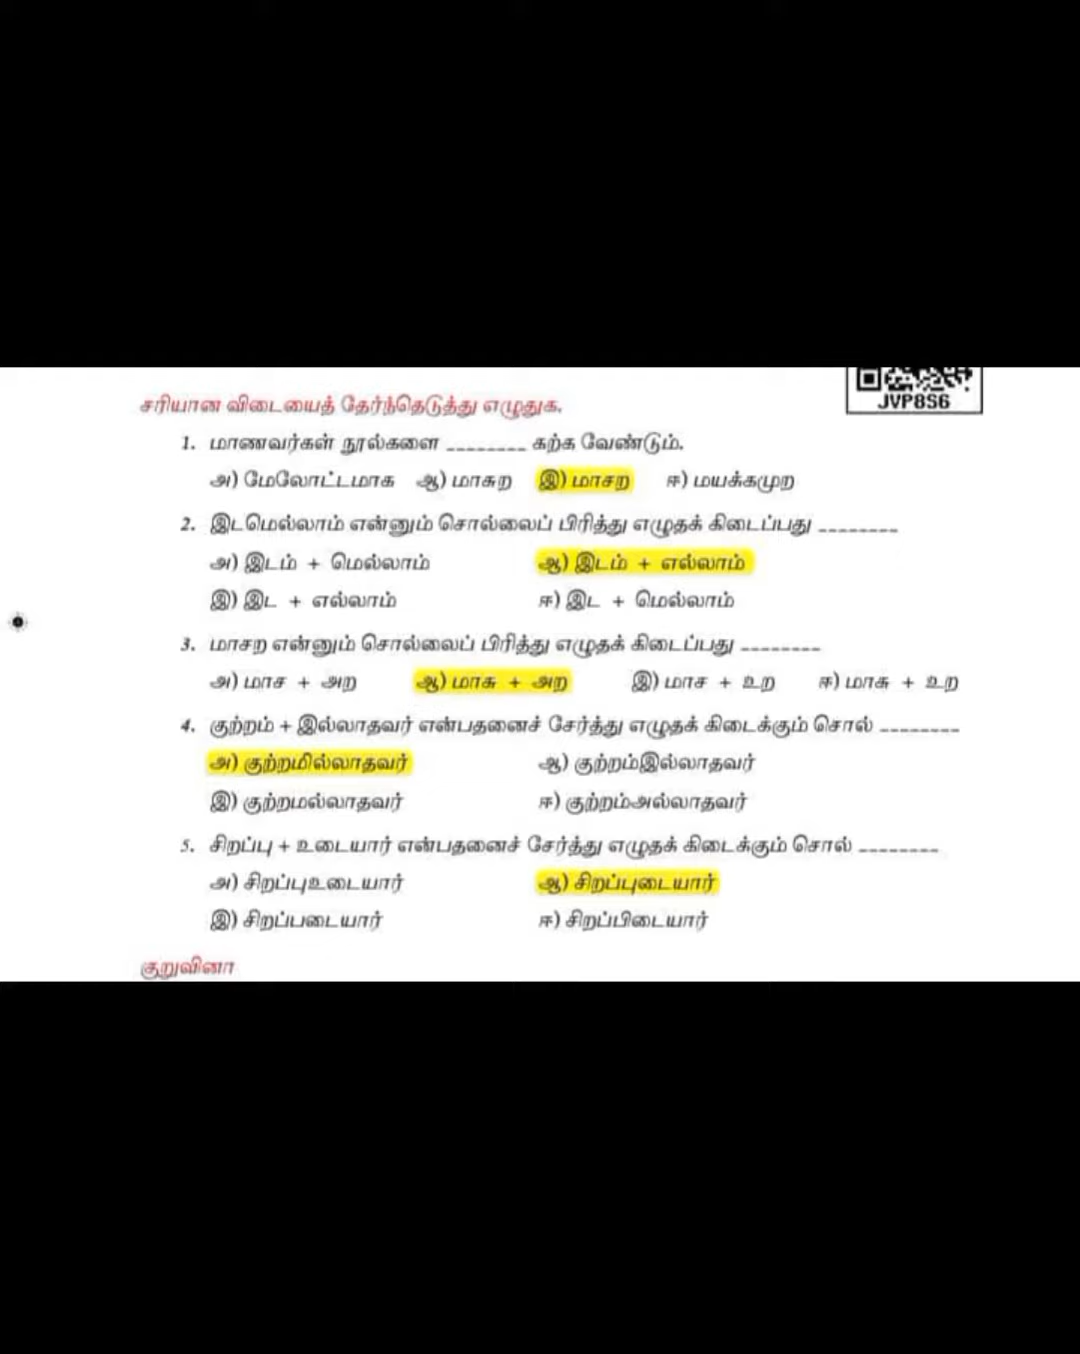 JVP8S6
சரியான விடையைத் தேர்ந்தெடுத்து எழுதுக.
1. மாணவர்கள் நூல்களை ________ கற்க வேண்டும்.
அ) மேலோட்டமாக ஆ) மாசுற இ) மாசற ஈ) மயக்கமுற
2. இடமெல்லாம் என்னும் சொல்லைப் பிரித்து எழுதக் கிடைப்பது ________
அ) இடம் + மெல்லாம் ஆ) இடம் + எல்லாம்
இ) இட + எல்லாம் ஈ) இட + மெல்லாம்
3. மாசற என்னும் சொல்லைப் பிரித்து எழுதக் கிடைப்பது ________
அ) மாச + அற ஆ) மாசு + அற இ) மாச + உற ஈ) மாசு + உற
4. குற்றம் + இல்லாதவர் என்பதனைச் சேர்த்து எழுதக் கிடைக்கும் சொல் ________
அ) குற்றமில்லாதவர் ஆ) குற்றம்இல்லாதவர்
இ) குற்றமல்லாதவர் ஈ) குற்றம்அல்லாதவர்
5. சிறப்பு + உடையார் என்பதனைச் சேர்த்து எழுதக் கிடைக்கும் சொல் ________
அ) சிறப்புஉடையார் ஆ) சிறப்புடையார்
இ) சிறப்படையார் ஈ) சிறப்பிடையார்
குறுவினா